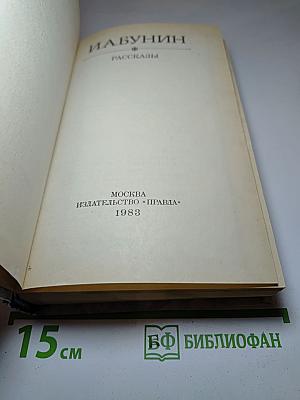 И.А.БУНИН
РАССКАЗЫ
МОСКВА
ИЗДАТЕЛЬСТВО «ПРАВДА»
1983
15 см
БФ БИБЛИОФАН